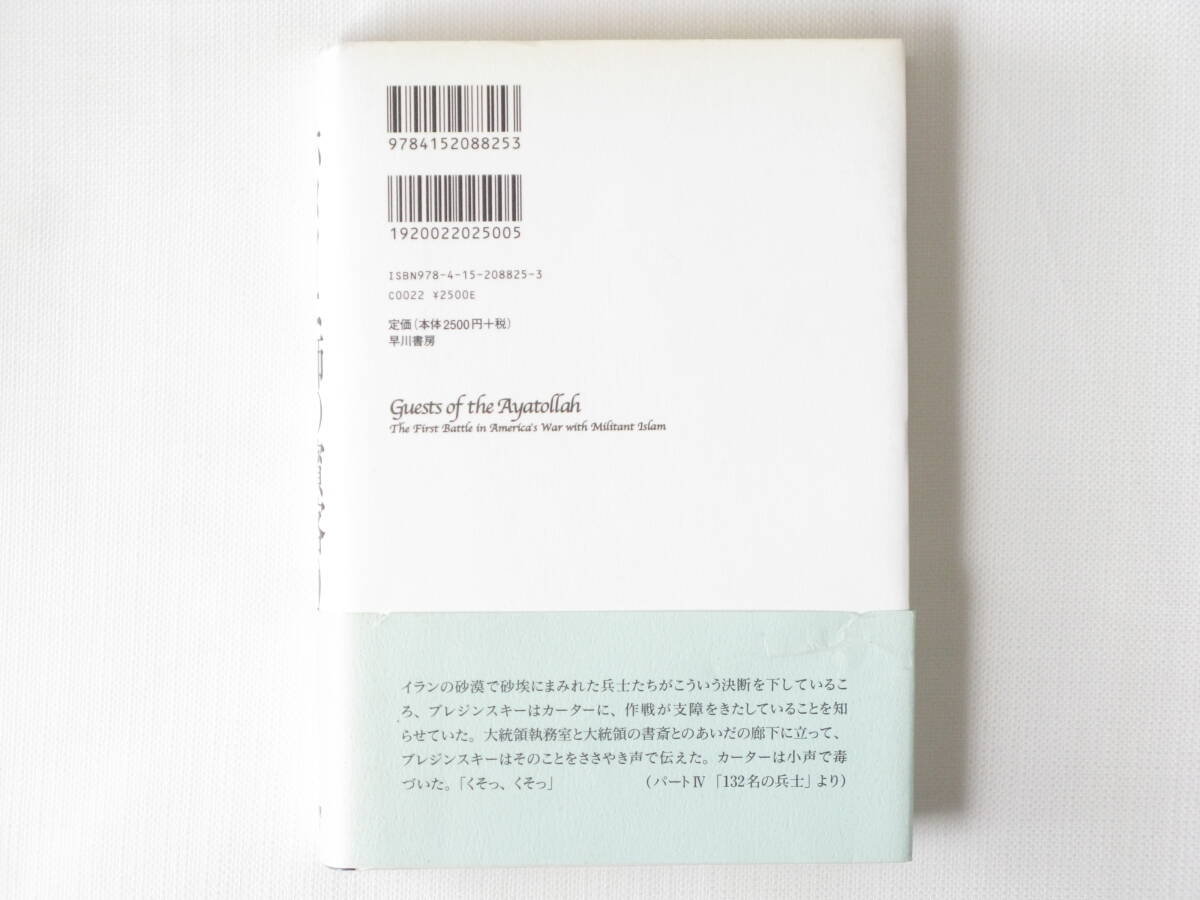 9784152088253
1920022025005
ISBN978-4-15-208825-3
C0022 ¥2500E
定価(本体2500円+税)
早川書房
Guests of the Ayatollah
The First Battle in America's War with Militant Islam
イランの砂漠で砂埃にまみれた兵士たちがこういう決断を下しているこ
ろ、ブレジンスキーはカーターに、作戦が支障をきたしていることを知
らせていた。大統領執務室と大統領の書斎とのあいだの廊下に立って、
ブレジンスキーはそのことをささやき声で伝えた。カーターは小声で毒
づいた。「くそっ、くそっ」 (パートⅣ 「132名の兵士」より)